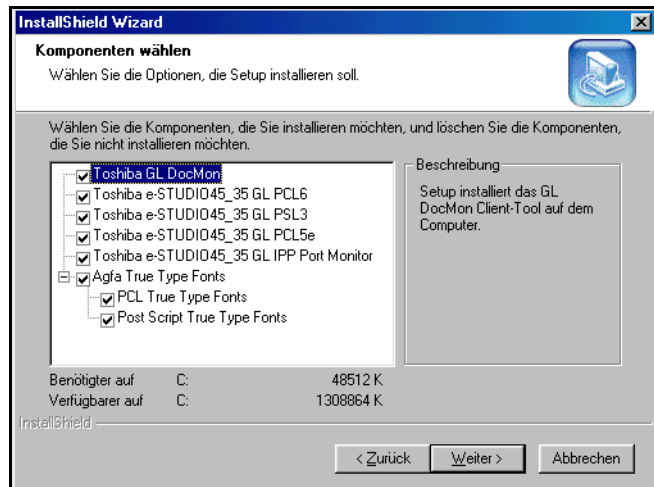 InstallShield Wizard
Komponenten wählen
Wählen Sie die Optionen, die Setup installieren soll.
Wählen Sie die Komponenten, die Sie installieren möchten, und löschen Sie die Komponenten,
die Sie nicht installieren möchten.
Toshiba GL DocMon
Toshiba e-STUDIO45_35 GL PCL6
Toshiba e-STUDIO45_35 GL PSL3
Toshiba e-STUDIO45_35 GL PCL5e
Toshiba e-STUDIO45_35 GL IPP Port Monitor
Agfa True Type Fonts
PCL True Type Fonts
Post Script True Type Fonts
Beschreibung
Setup installiert das GL
DocMon Client-Tool auf dem
Computer.
Benötigter auf C: 48512 K
Verfügbarer auf C: 1308864 K
InstallShield
< Zurück Weiter > Abbrechen